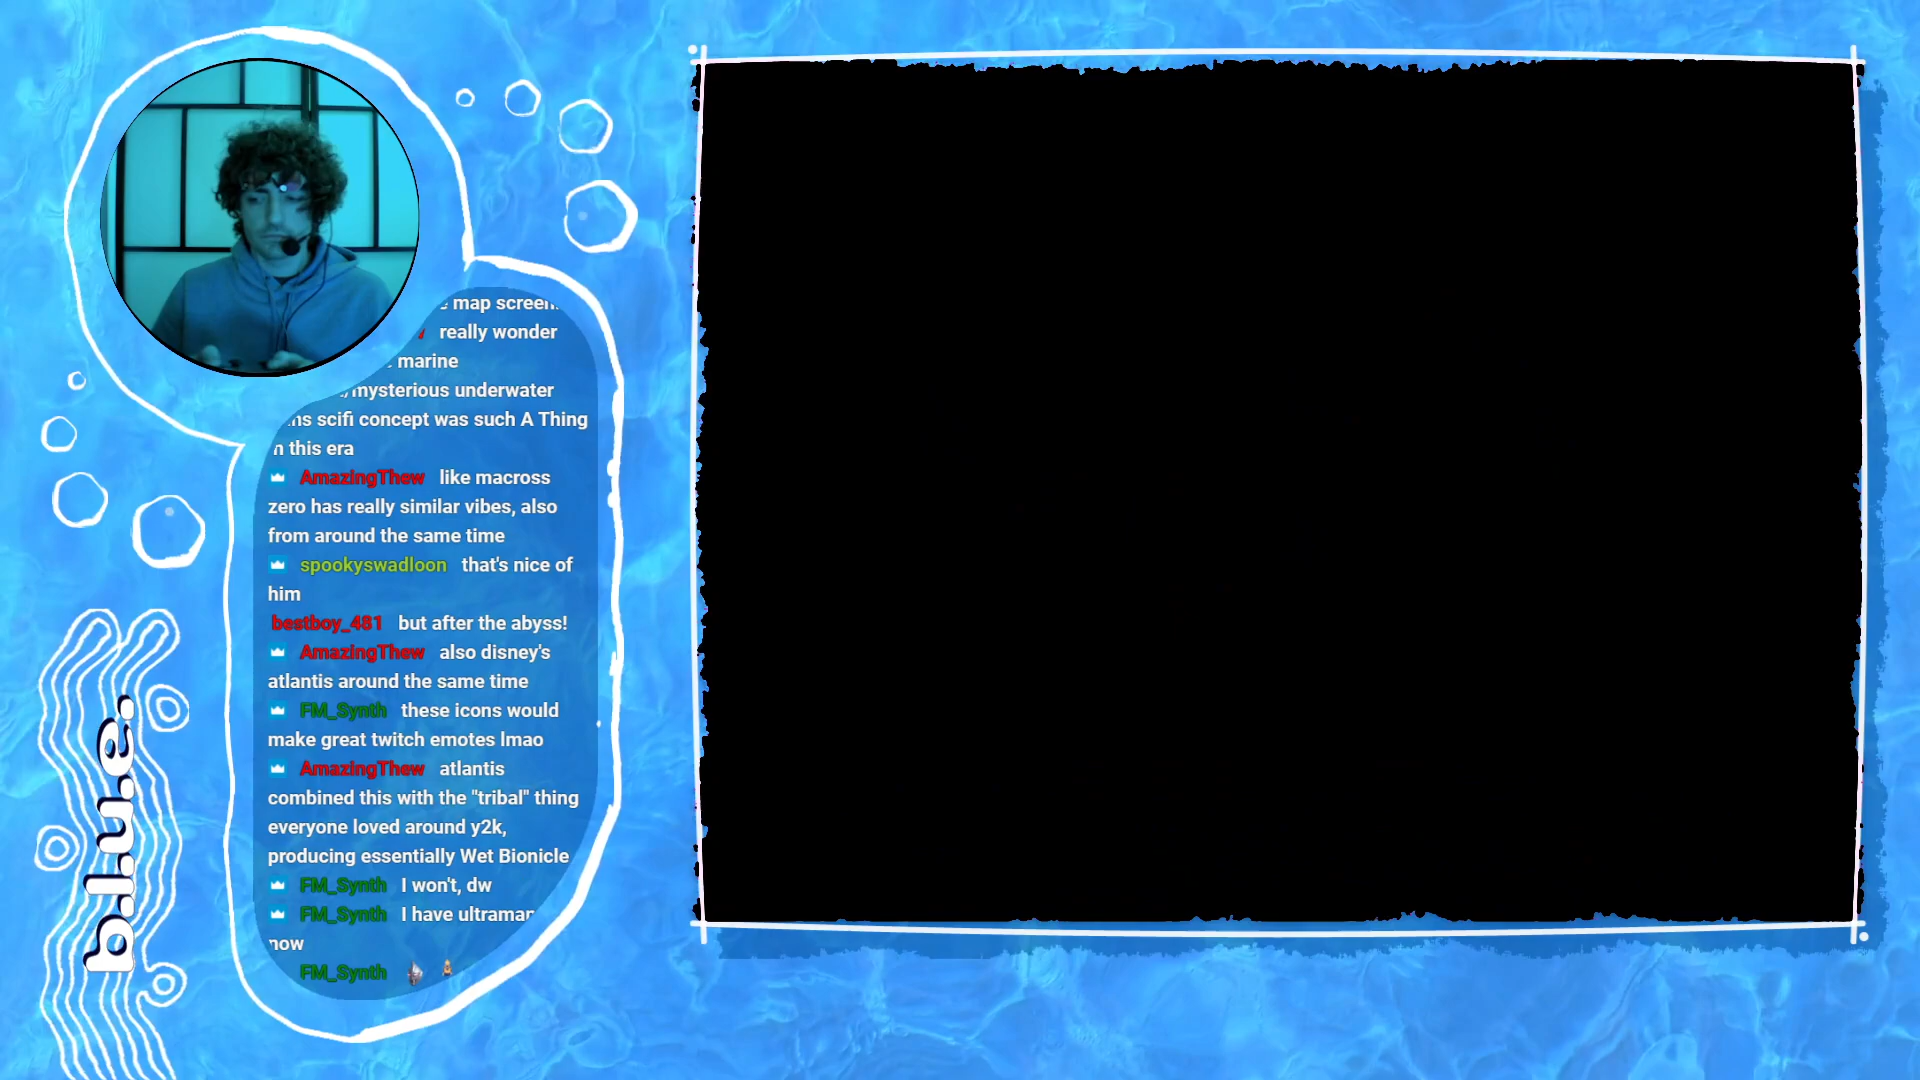 map screen
really wonder
marine
/mysterious underwater
scifi concept was such A Thing
this era
AmazingThew like macross
zero has really similar vibes, also
from around the same time
spookyswadloon that's nice of
him
bestboy_481 but after the abyss!
AmazingThew also disney's
atlantis around the same time
FM_Synth these icons would
make great twitch emotes lmao
AmazingThew atlantis
combined this with the "tribal" thing
everyone loved around y2k,
producing essentially Wet Bionicle
FM_Synth I won't, dw
FM_Synth I have ultraman
now
FM_Synth
b.l.u.e.